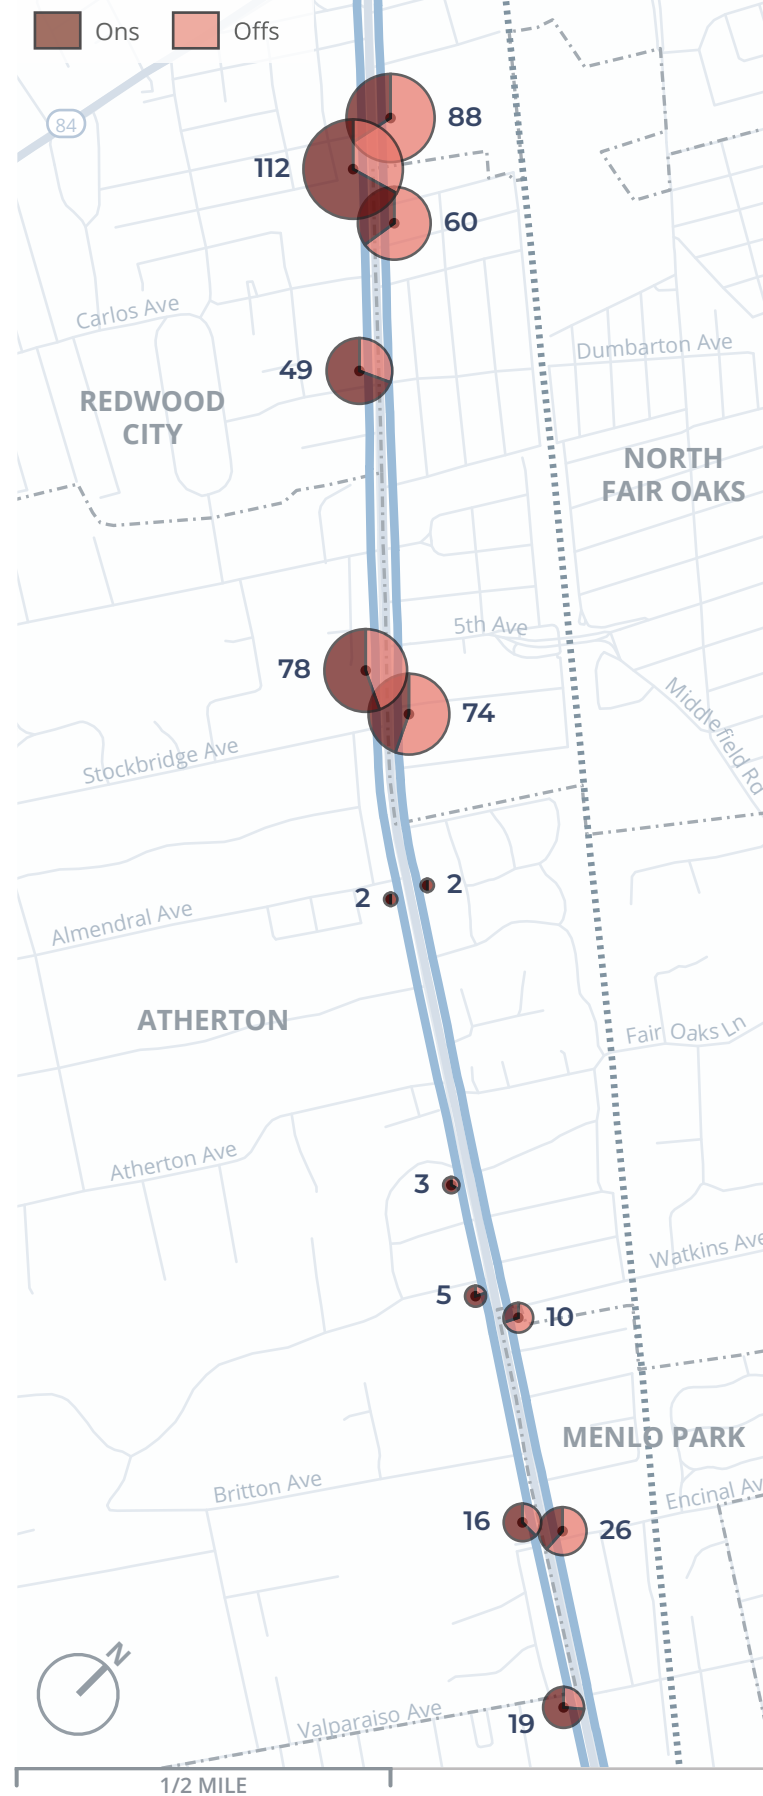 Ons
Offs
84
88
112
60
Carlos Ave
Dumbarton Ave
49
REDWOOD
CITY
NORTH
FAIR OAKS
5th Ave
78
74
Middlefield Rd
Stockbridge Ave
2
2
Almendral Ave
ATHERTON
Fair Oaks Ln
Atherton Ave
3
Watkins Ave
5
10
MENLO PARK
Britton Ave
Encinal Av
16
26
N
Valparaiso Ave
19
1/2 MILE